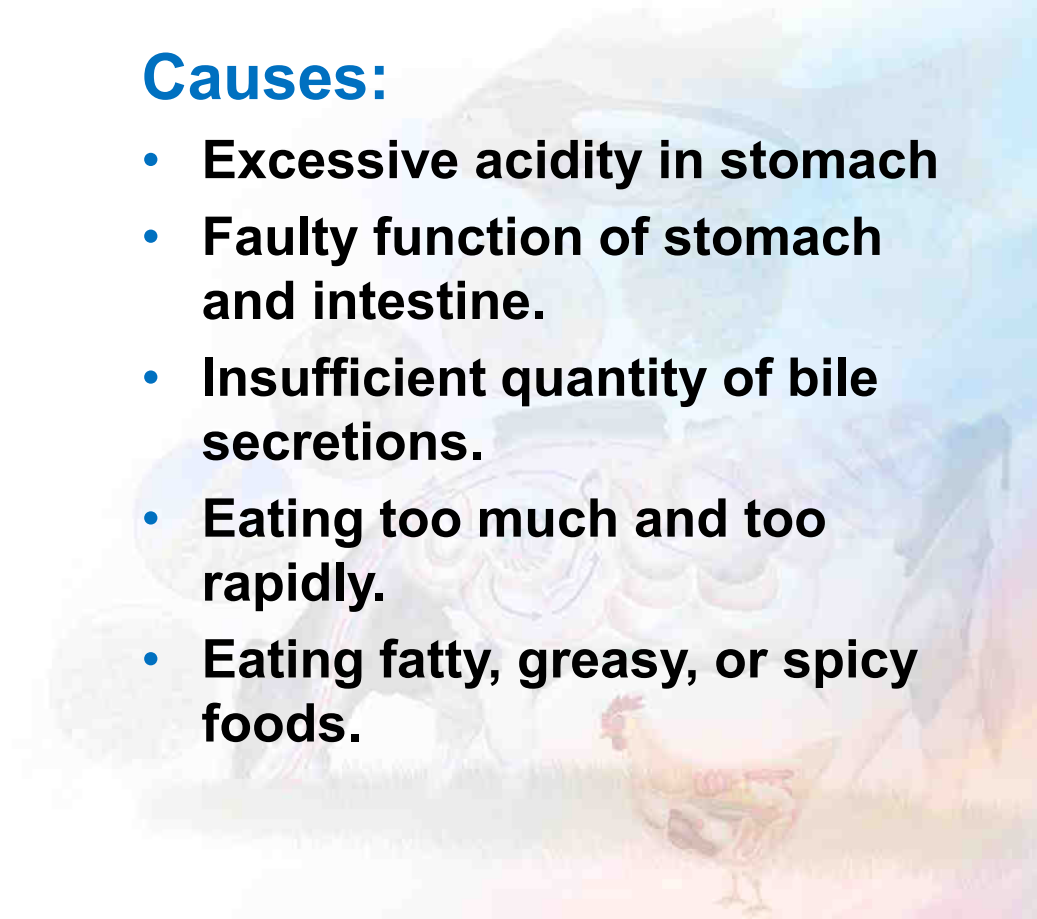 Causes:
• Excessive acidity in stomach
• Faulty function of stomach
and intestine.
• Insufficient quantity of bile
secretions.
• Eating too much and too
rapidly.
• Eating fatty, greasy, or spicy
foods.